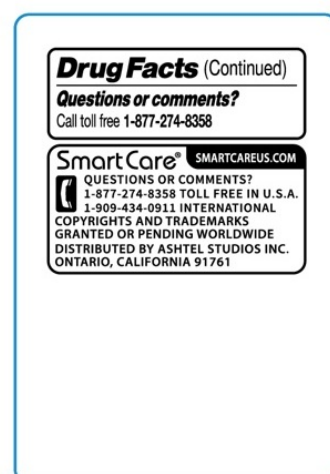 Drug Facts (Continued)
Questions or comments?
Call toll free 1-877-274-8358
SmartCare® SMARTCAREUS.COM
QUESTIONS OR COMMENTS?
1-877-274-8358 TOLL FREE IN U.S.A.
1-909-434-0911 INTERNATIONAL
COPYRIGHTS AND TRADEMARKS
GRANTED OR PENDING WORLDWIDE
DISTRIBUTED BY ASHTEL STUDIOS INC.
ONTARIO, CALIFORNIA 91761